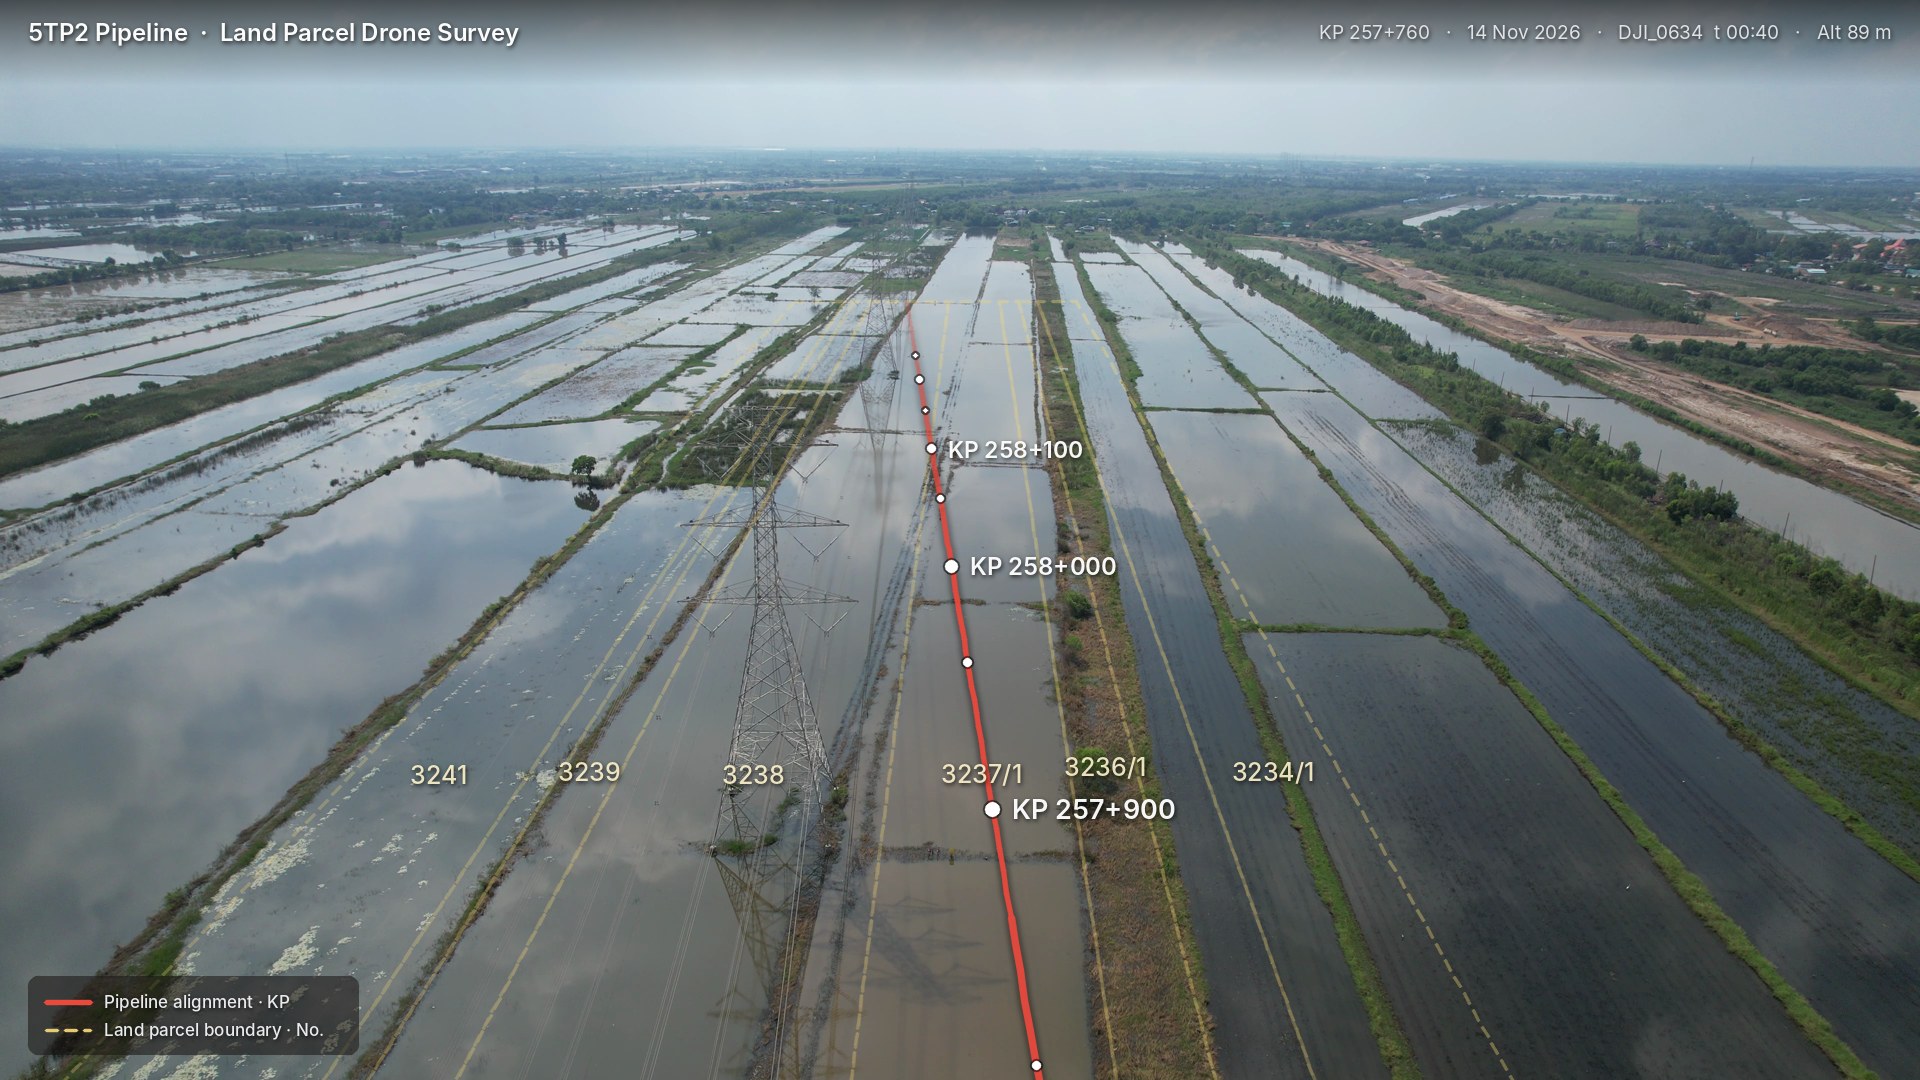 5TP2 Pipeline · Land Parcel Drone Survey
KP 257+760 · 14 Nov 2026 · DJI_0634 t 00:40 · Alt 89 m
KP 258+100
KP 258+000
3241
3239
3238
3237/1
3236/1
3234/1
KP 257+900
Pipeline alignment · KP
Land parcel boundary · No.